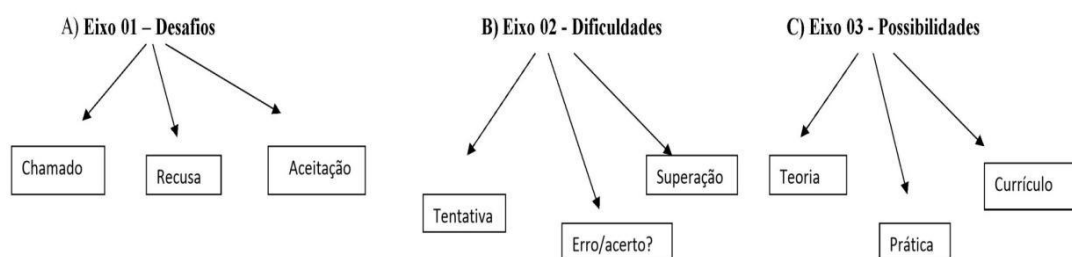 A) Eixo 01 – Desafios
Chamado
Recusa
Aceitação
B) Eixo 02 - Dificuldades
Tentativa
Erro/acerto?
Superação
C) Eixo 03 - Possibilidades
Teoria
Prática
Currículo